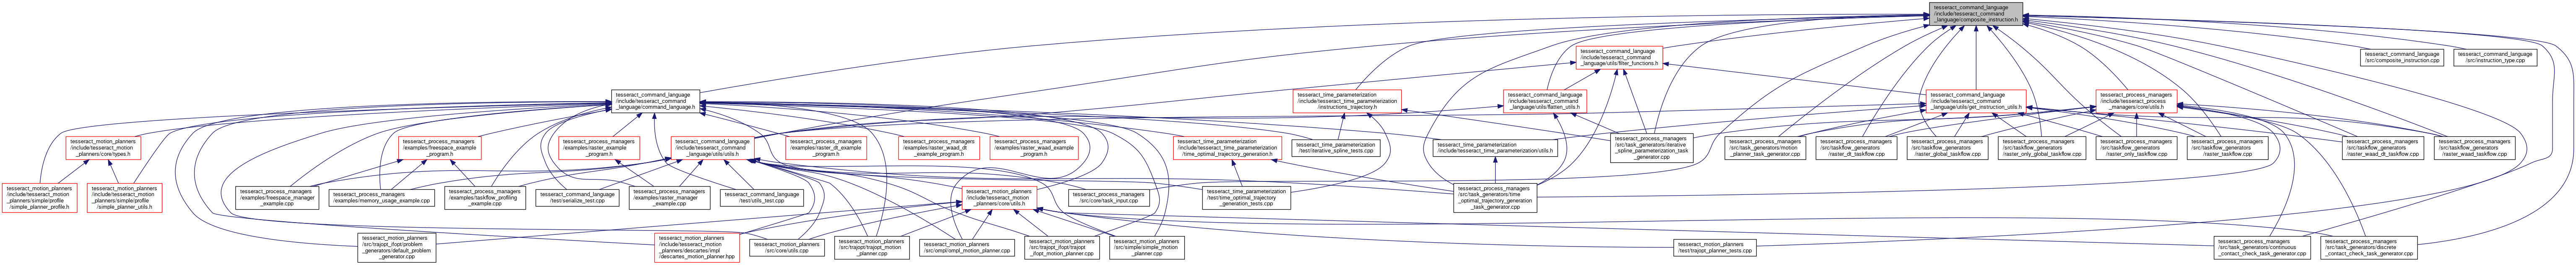 tesseract_command_language
/include/tesseract_command
_language/composite_instruction.h
tesseract_command_language
/include/tesseract_command
_language/utils/filter_functions.h
tesseract_command_language
/src/composite_instruction.cpp
tesseract_command_language
/src/instruction_type.cpp
tesseract_command_language
/include/tesseract_command
_language/command_language.h
tesseract_time_parameterization
/include/tesseract_time_parameterization
/instructions_trajectory.h
tesseract_command_language
/include/tesseract_command
_language/utils/flatten_utils.h
tesseract_command_language
/include/tesseract_command
_language/utils/get_instruction_utils.h
tesseract_process_managers
/include/tesseract_process
_managers/core/utils.h
tesseract_motion_planners
/include/tesseract_motion
_planners/core/types.h
tesseract_process_managers
/examples/freespace_example
_program.h
tesseract_process_managers
/examples/raster_example
_program.h
tesseract_command_language
/include/tesseract_command
_language/utils/utils.h
tesseract_process_managers
/examples/raster_dt_example
_program.h
tesseract_process_managers
/examples/raster_waad_dt
_example_program.h
tesseract_process_managers
/examples/raster_waad_example
_program.h
tesseract_time_parameterization
/include/tesseract_time_parameterization
/time_optimal_trajectory_generation.h
tesseract_time_parameterization
/test/iterative_spline_tests.cpp
tesseract_time_parameterization
/include/tesseract_time_parameterization/utils.h
tesseract_process_managers
/src/task_generators/iterative
_spline_parameterization_task
_generator.cpp
tesseract_process_managers
/src/task_generators/motion
_planner_task_generator.cpp
tesseract_process_managers
/src/taskflow_generators
/raster_dt_taskflow.cpp
tesseract_process_managers
/src/taskflow_generators
/raster_global_taskflow.cpp
tesseract_process_managers
/src/taskflow_generators
/raster_only_global_taskflow.cpp
tesseract_process_managers
/src/taskflow_generators
/raster_only_taskflow.cpp
tesseract_process_managers
/src/taskflow_generators
/raster_taskflow.cpp
tesseract_process_managers
/src/taskflow_generators
/raster_waad_dt_taskflow.cpp
tesseract_process_managers
/src/taskflow_generators
/raster_waad_taskflow.cpp
tesseract_motion_planners
/include/tesseract_motion
_planners/simple/profile
/simple_planner_profile.h
tesseract_motion_planners
/include/tesseract_motion
_planners/simple/profile
/simple_planner_utils.h
tesseract_process_managers
/examples/freespace_manager
_example.cpp
tesseract_process_managers
/examples/memory_usage_example.cpp
tesseract_process_managers
/examples/taskflow_profiling
_example.cpp
tesseract_command_language
/test/serialize_test.cpp
tesseract_process_managers
/examples/raster_manager
_example.cpp
tesseract_command_language
/test/utils_test.cpp
tesseract_motion_planners
/include/tesseract_motion
_planners/core/utils.h
tesseract_process_managers
/src/core/task_input.cpp
tesseract_time_parameterization
/test/time_optimal_trajectory
_generation_tests.cpp
tesseract_process_managers
/src/task_generators/time
_optimal_trajectory_generation
_task_generator.cpp
tesseract_motion_planners
/src/trajopt_ifopt/problem
_generators/default_problem
_generator.cpp
tesseract_motion_planners
/include/tesseract_motion
_planners/descartes/impl
/descartes_motion_planner.hpp
tesseract_motion_planners
/src/core/utils.cpp
tesseract_motion_planners
/src/trajopt/trajopt_motion
_planner.cpp
tesseract_motion_planners
/src/ompl/ompl_motion_planner.cpp
tesseract_motion_planners
/src/trajopt_ifopt/trajopt
_ifopt_motion_planner.cpp
tesseract_motion_planners
/src/simple/simple_motion
_planner.cpp
tesseract_motion_planners
/test/trajopt_planner_tests.cpp
tesseract_process_managers
/src/task_generators/continuous
_contact_check_task_generator.cpp
tesseract_process_managers
/src/task_generators/discrete
_contact_check_task_generator.cpp